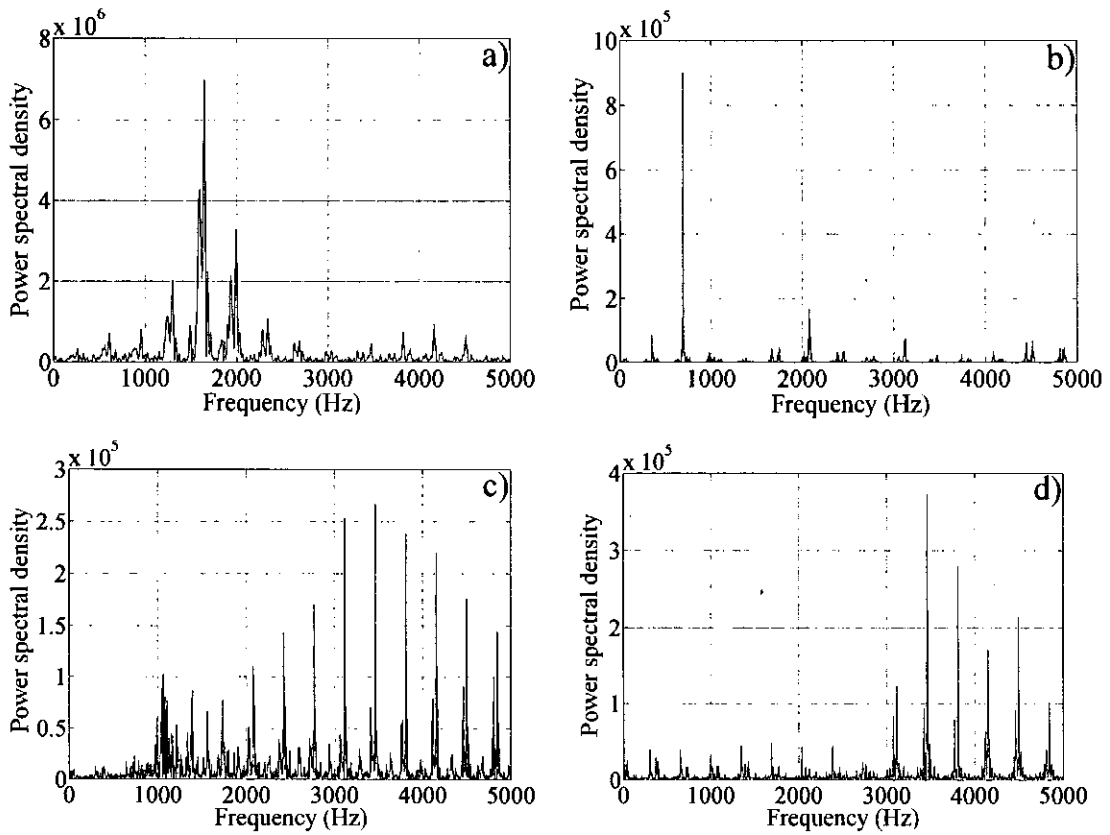 x 10^6
a)
Power spectral density
8
6
4
2
0
0 1000 2000 3000 4000 5000
Frequency (Hz)
x 10^5
b)
Power spectral density
10
8
6
4
2
0
0 1000 2000 3000 4000 5000
Frequency (Hz)
x 10^5
c)
Power spectral density
3
2.5
2
1.5
1
0.5
0
0 1000 2000 3000 4000 5000
Frequency (Hz)
x 10^5
d)
Power spectral density
4
3
2
1
0
0 1000 2000 3000 4000 5000
Frequency (Hz)